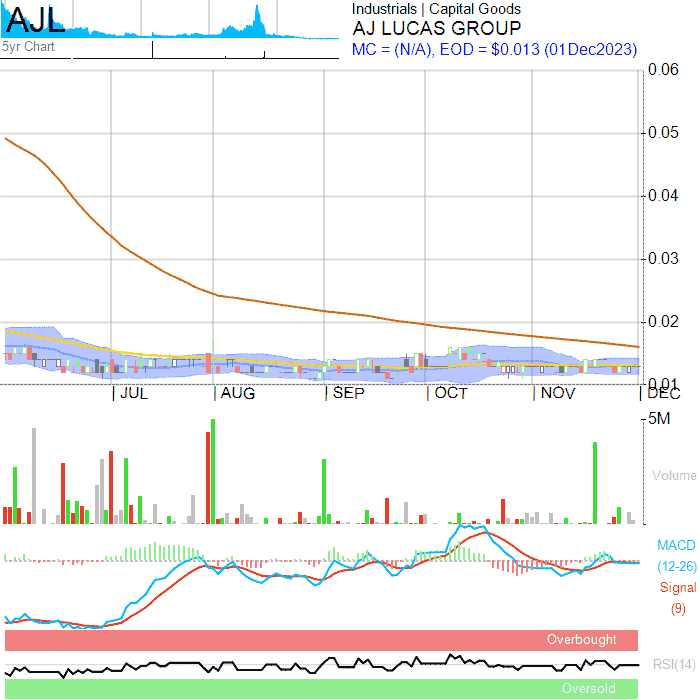 AJL
5yr Chart
Industrials | Capital Goods
AJ LUCAS GROUP
MC = (N/A), EOD = $0.013 (01Dec2023)
0.06
0.05
0.04
0.03
0.02
0.01
JUL
AUG
SEP
OCT
NOV
DEC
5M
Volume
MACD
(12-26)
Signal
(9)
Overbought
RSI(14)
Oversold